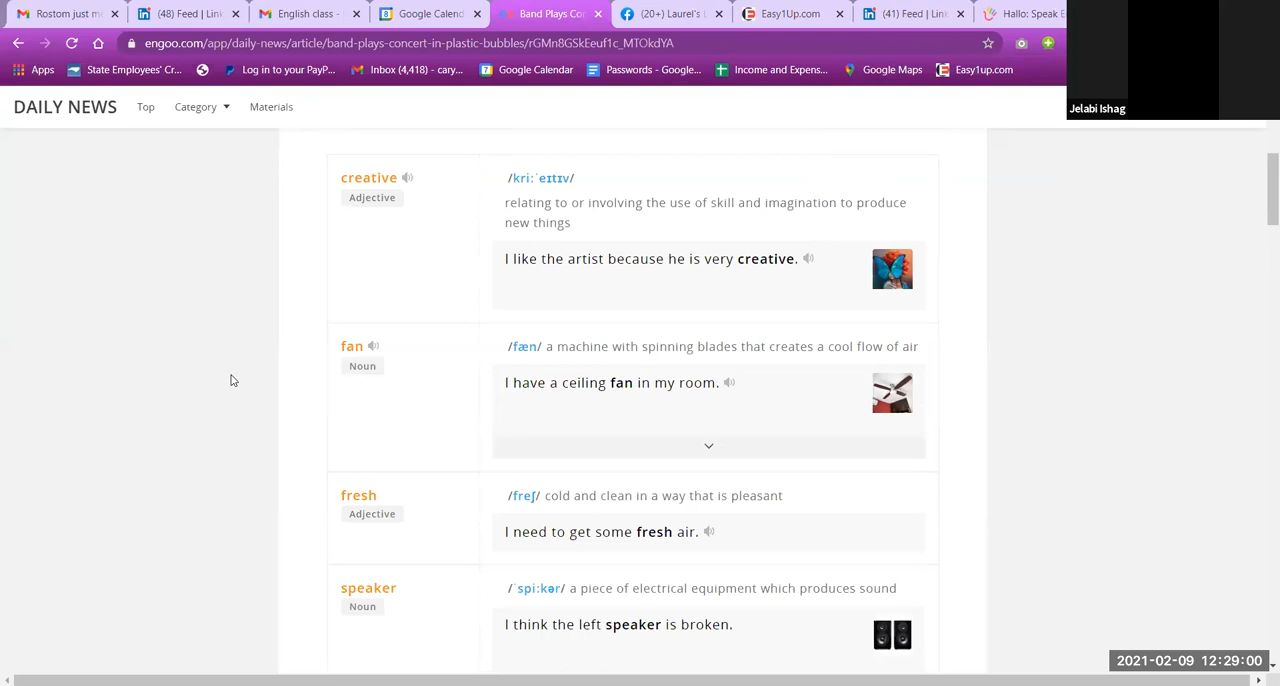 Rostom just m
(48) Feed | Link
English class -
Google Calend
Band Plays Con
(20+) Laurel's L
Easy1Up.com
(41) Feed | Link
Hallo: Speak E
engoo.com/app/daily-news/article/band-plays-concert-in-plastic-bubbles/rGMn8GSkEeuf1c_MTOkdYA
Apps
State Employees' Cr...
Log in to your PayP...
Inbox (4,418) - cary...
Google Calendar
Passwords - Google...
Income and Expens...
Google Maps
Easy1up.com
Jelabi Ishag
DAILY NEWS Top Category Materials
creative /kriːˈeɪtɪv/
Adjective
relating to or involving the use of skill and imagination to produce
new things
I like the artist because he is very creative.
fan /fæn/ a machine with spinning blades that creates a cool flow of air
Noun
I have a ceiling fan in my room.
fresh /freʃ/ cold and clean in a way that is pleasant
Adjective
I need to get some fresh air.
speaker /ˈspiːkər/ a piece of electrical equipment which produces sound
Noun
I think the left speaker is broken.
2021-02-09 12:29:00